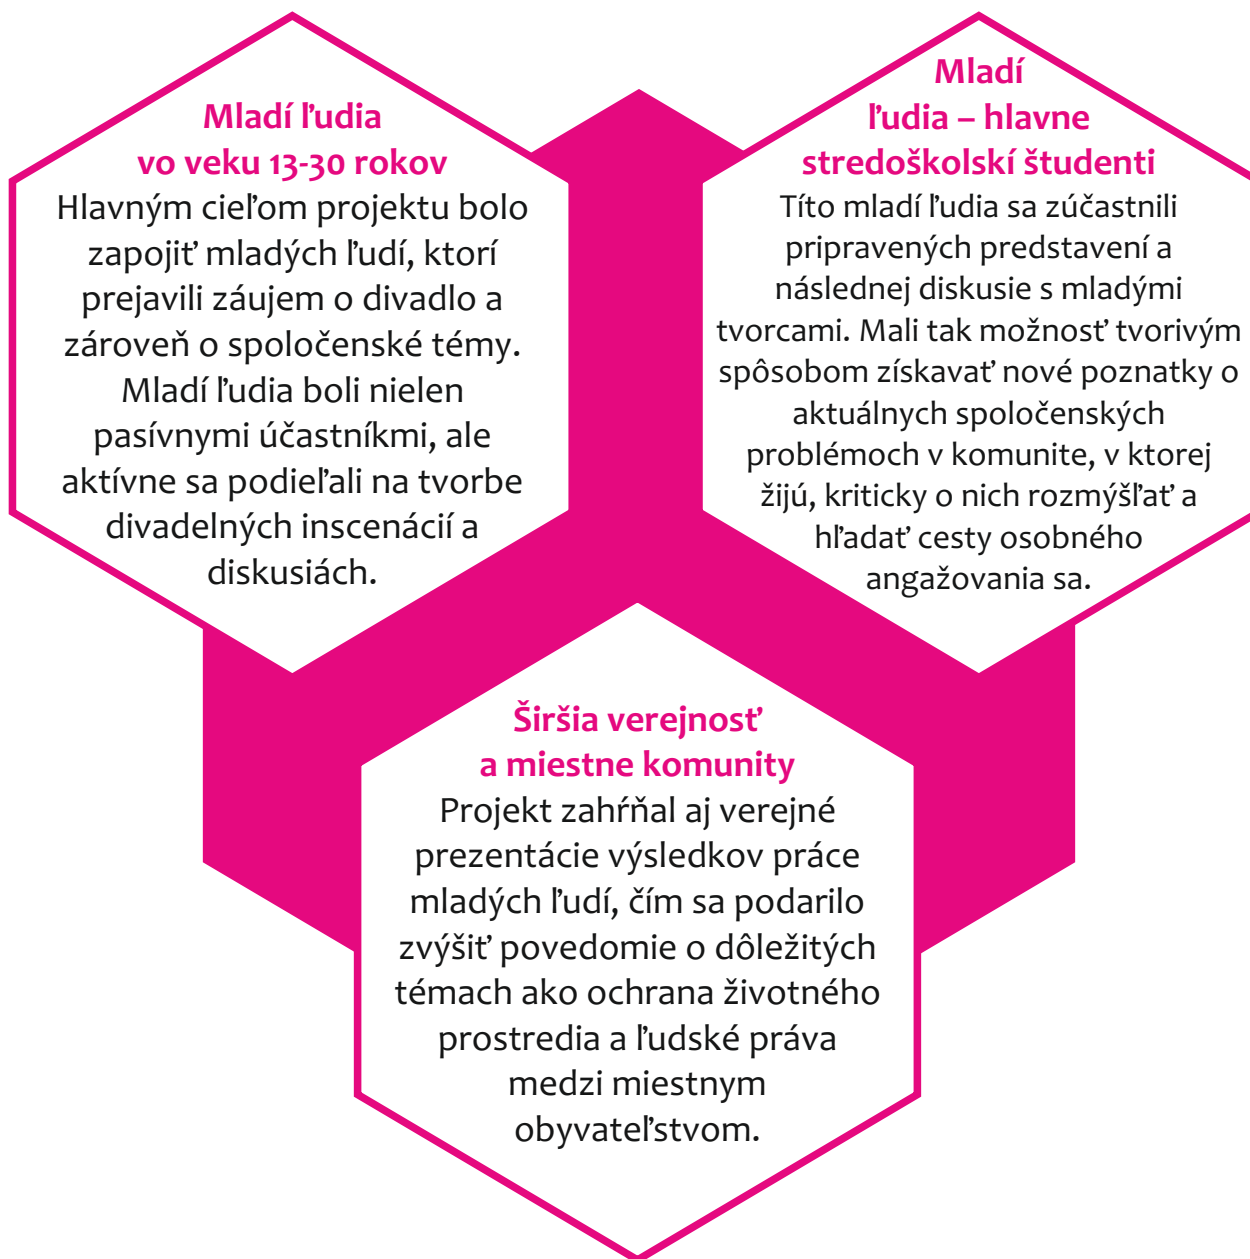 Mladí ľudia
vo veku 13-30 rokov
Hlavným cieľom projektu bolo
zapojiť mladých ľudí, ktorí
prejavili záujem o divadlo a
zároveň o spoločenské témy.
Mladí ľudia boli nielen
pasívnymi účastníkmi, ale
aktívne sa podieľali na tvorbe
divadelných inscenácií a
diskusiách.
Mladí
ľudia – hlavne
stredoškolskí študenti
Títo mladí ľudia sa zúčastnili
pripravených predstavení a
následnej diskusie s mladými
tvorcami. Mali tak možnosť tvorivým
spôsobom získavať nové poznatky o
aktuálnych spoločenských
problémoch v komunite, v ktorej
žijú, kriticky o nich rozmýšľať a
hľadať cesty osobného
angažovania sa.
Širšia verejnosť
a miestne komunity
Projekt zahŕňal aj verejné
prezentácie výsledkov práce
mladých ľudí, čím sa podarilo
zvýšiť povedomie o dôležitých
témach ako ochrana životného
prostredia a ľudské práva
medzi miestnym
obyvateľstvom.